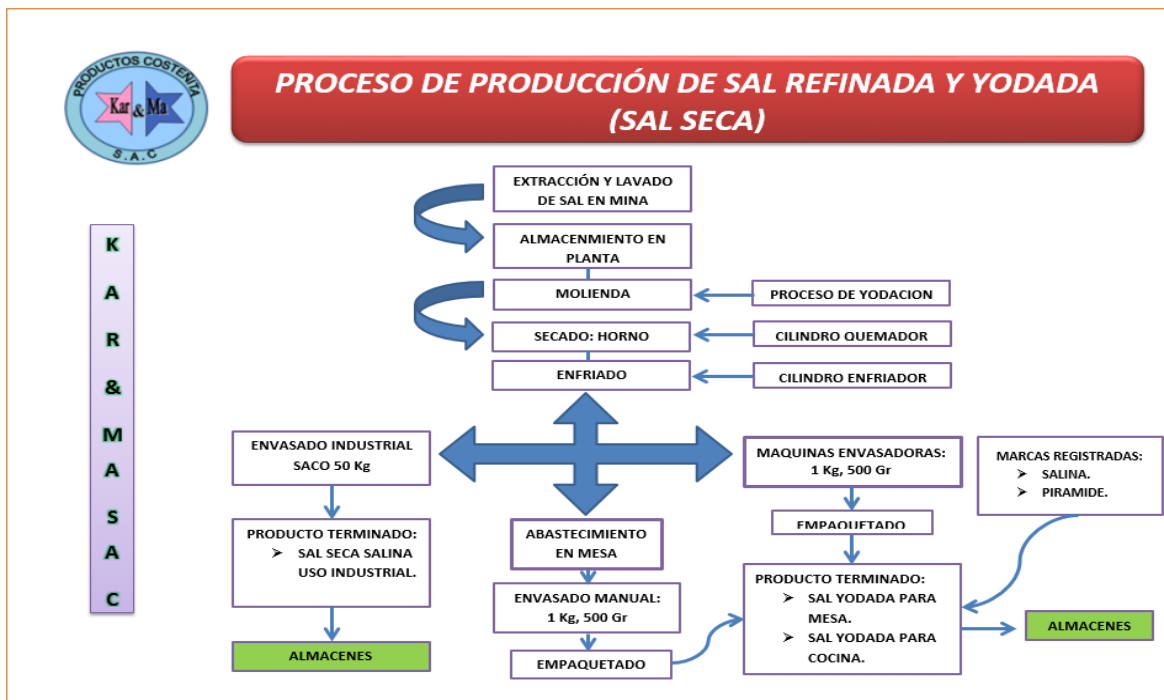 PRODUCTOS COSTEÑITA
Kar & Ma
S.A.C
PROCESO DE PRODUCCIÓN DE SAL REFINADA Y YODADA
(SAL SECA)
K
A
R
&
M
A
S
A
C
EXTRACCIÓN Y LAVADO
DE SAL EN MINA
ALMACENMIENTO EN
PLANTA
MOLIENDA
PROCESO DE YODACION
SECADO: HORNO
CILINDRO QUEMADOR
ENFRIADO
CILINDRO ENFRIADOR
ENVASADO INDUSTRIAL
SACO 50 Kg
PRODUCTO TERMINADO:
➤ SAL SECA SALINA
USO INDUSTRIAL.
ALMACENES
ABASTECIMIENTO
EN MESA
ENVASADO MANUAL:
1 Kg, 500 Gr
EMPAQUETADO
MAQUINAS ENVASADORAS:
1 Kg, 500 Gr
EMPAQUETADO
MARCAS REGISTRADAS:
➤ SALINA.
➤ PIRAMIDE.
PRODUCTO TERMINADO:
➤ SAL YODADA PARA
MESA.
➤ SAL YODADA PARA
COCINA.
ALMACENES